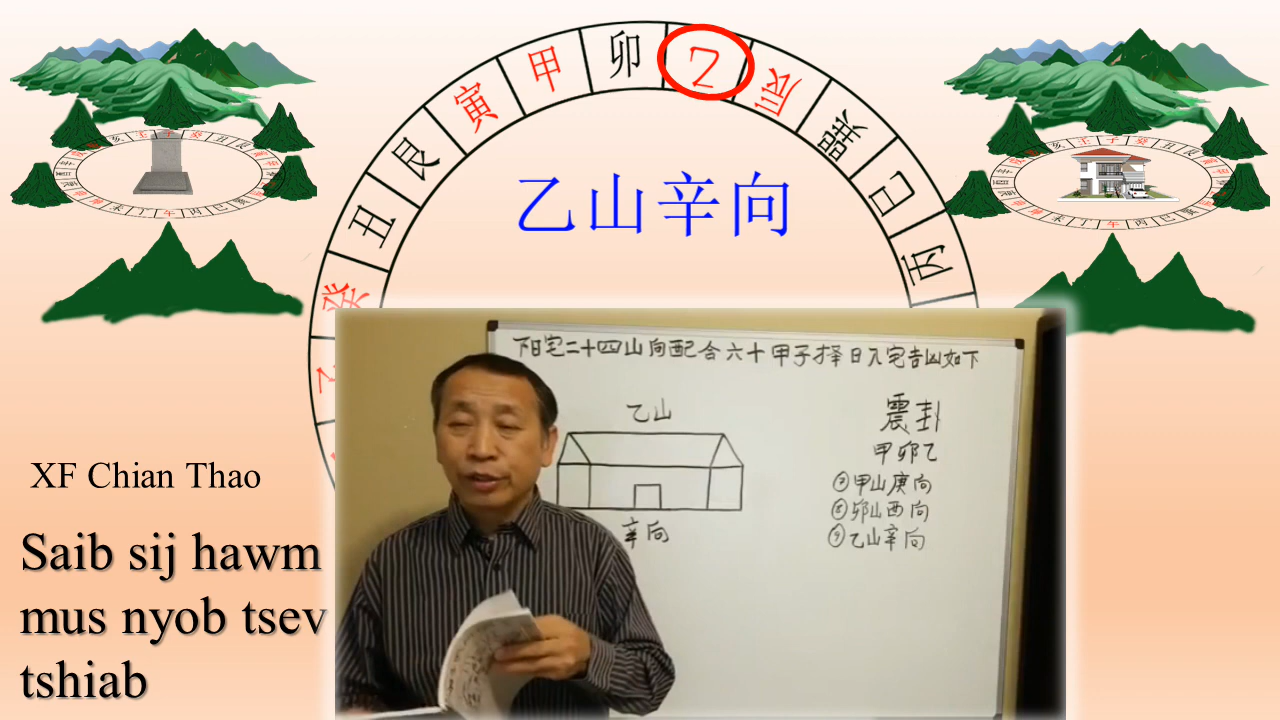 癸
丑
艮
寅
甲
卯
乙
辰
巽
巳
丙
乙山辛向
XF Chian Thao
Saib sij hawm
mus nyob tsev
tshiab
阳宅二十四山向配合六十甲子择日入宅吉凶如下
乙山
辛向
震卦
甲卯乙
⑦甲山庚向
⑧卯山酉向
⑨乙山辛向